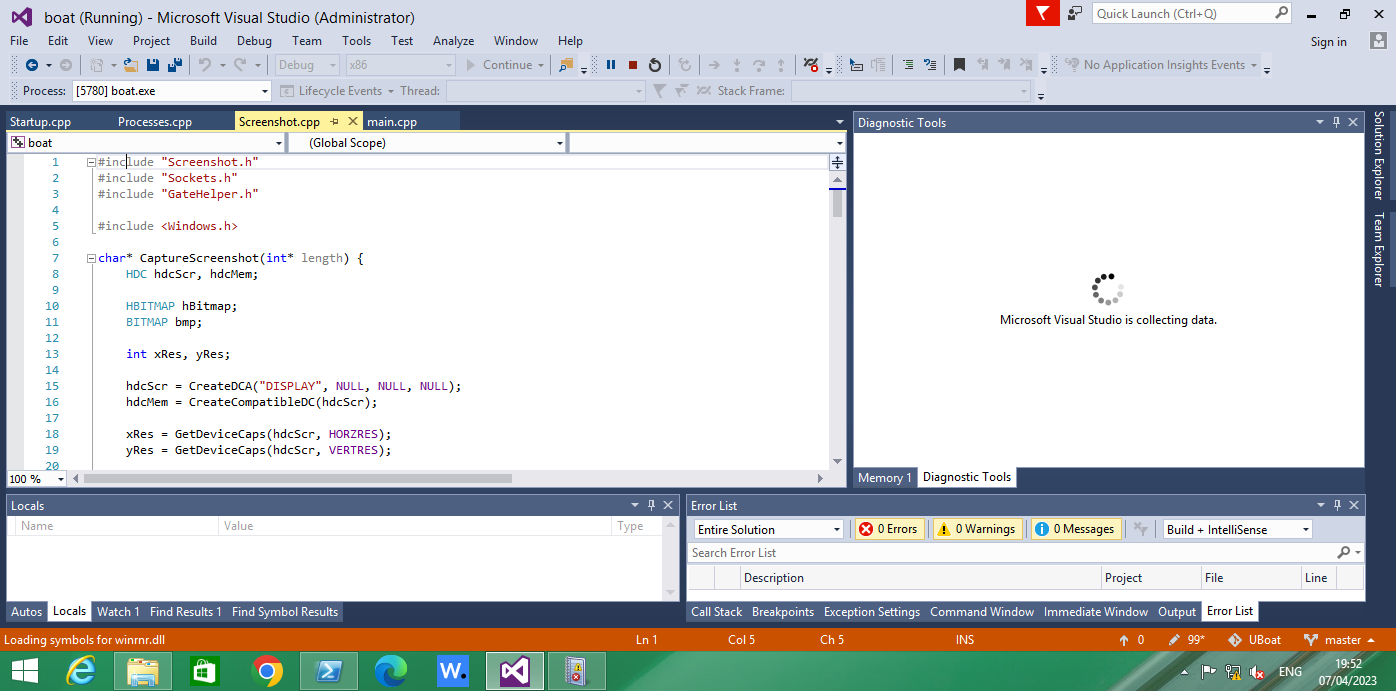 boat (Running) - Microsoft Visual Studio (Administrator)
Quick Launch (Ctrl+Q)
File Edit View Project Build Debug Team Tools Test Analyze Window Help
Sign in
Debug x86 Continue No Application Insights Events
Process: [5780] boat.exe Lifecycle Events Thread: Stack Frame:
Startup.cpp Processes.cpp Screenshot.cpp main.cpp
boat (Global Scope)
1 #include "Screenshot.h"
2 #include "Sockets.h"
3 #include "GateHelper.h"
4
5 #include <Windows.h>
6
7 char* CaptureScreenshot(int* length) {
8 HDC hdcScr, hdcMem;
9
10 HBITMAP hBitmap;
11 BITMAP bmp;
12
13 int xRes, yRes;
14
15 hdcScr = CreateDCA("DISPLAY", NULL, NULL, NULL);
16 hdcMem = CreateCompatibleDC(hdcScr);
17
18 xRes = GetDeviceCaps(hdcScr, HORZRES);
19 yRes = GetDeviceCaps(hdcScr, VERTRES);
20
100 %
Diagnostic Tools
Microsoft Visual Studio is collecting data.
Memory 1 Diagnostic Tools
Solution Explorer
Team Explorer
Locals
Name Value Type
Autos Locals Watch 1 Find Results 1 Find Symbol Results
Error List
Entire Solution 0 Errors 0 Warnings 0 Messages Build + IntelliSense
Search Error List
Description Project File Line
Call Stack Breakpoints Exception Settings Command Window Immediate Window Output Error List
Loading symbols for winrnr.dll Ln 1 Col 5 Ch 5 INS 0 99* UBoat master
W.
ENG
19:52
07/04/2023